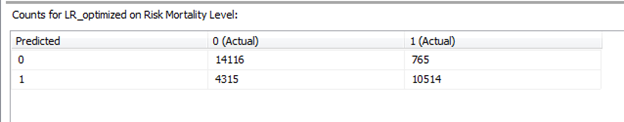 Counts for LR_optimized on Risk Mortality Level:
Predicted 0 (Actual) 1 (Actual)
0 14116 765
1 4315 10514